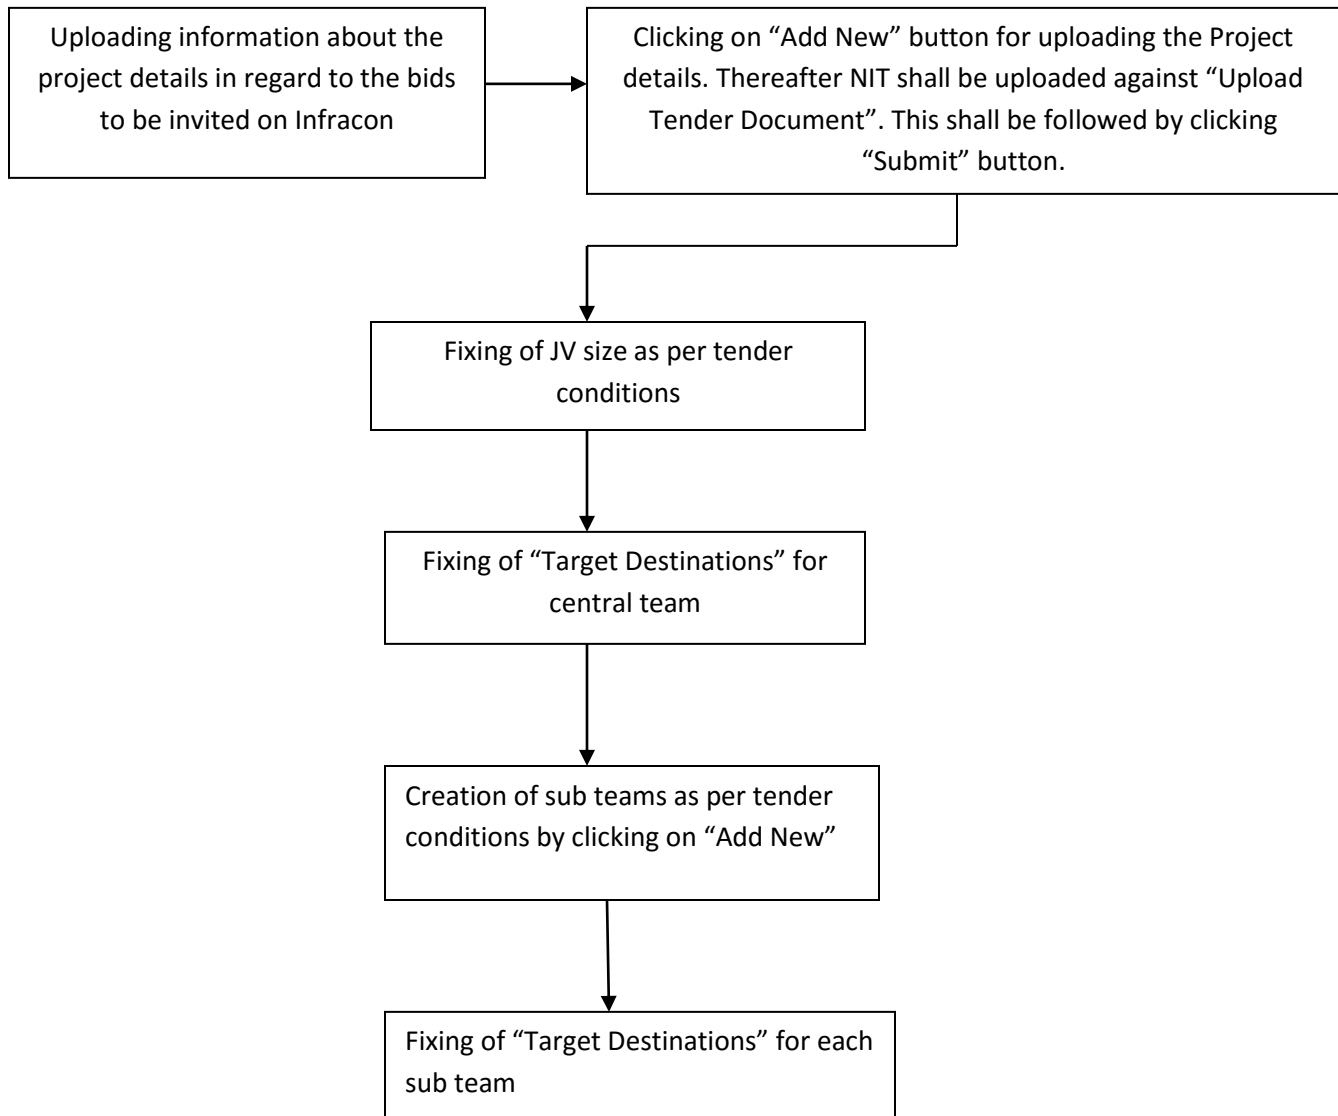 Uploading information about the
project details in regard to the bids
to be invited on Infracon
Clicking on “Add New” button for uploading the Project
details. Thereafter NIT shall be uploaded against “Upload
Tender Document”. This shall be followed by clicking
“Submit” button.
Fixing of JV size as per tender
conditions
Fixing of “Target Destinations” for
central team
Creation of sub teams as per tender
conditions by clicking on “Add New”
Fixing of “Target Destinations” for each
sub team